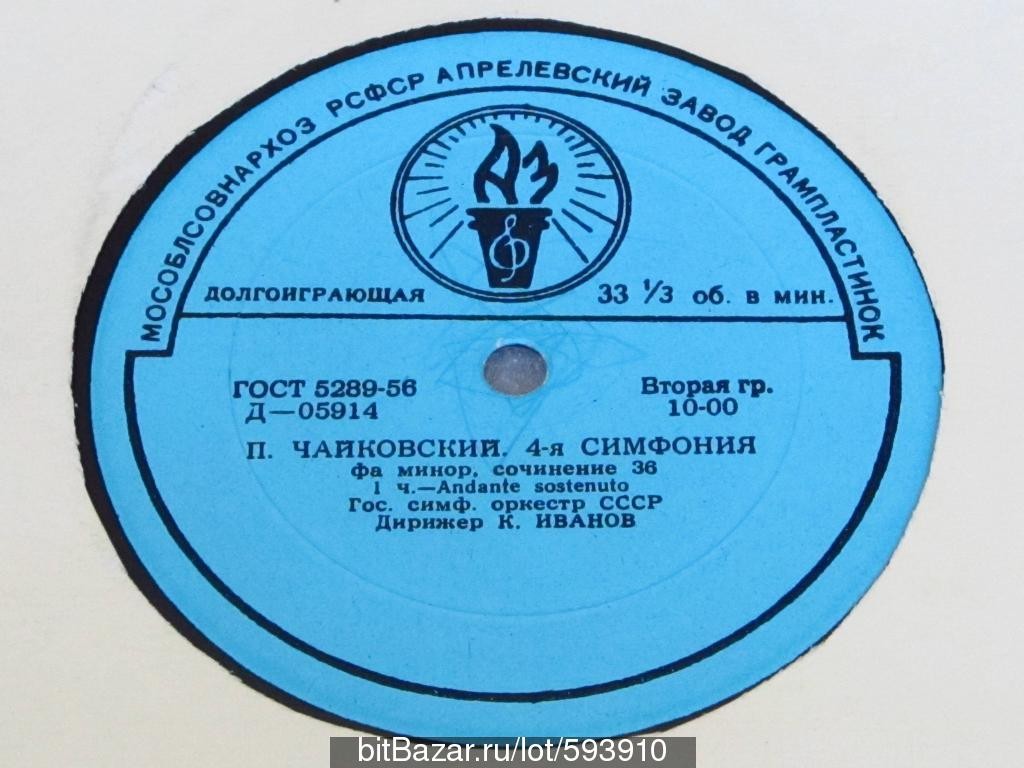 МОСОБЛСОВНАРХОЗ РСФСР АПРЕЛЕВСКИЙ ЗАВОД ГРАМПЛАСТИНОК
АЗ
ДОЛГОИГРАЮЩАЯ 33 1/3 об. в мин.
ГОСТ 5289-56 Вторая гр.
Д—05914 10-00
П. ЧАЙКОВСКИЙ. 4-я СИМФОНИЯ
фа минор, сочинение 36
1 ч.—Andante sostenuto
Гос. симф. оркестр СССР
Дирижер К. ИВАНОВ
bitBazar.ru/lot/593910